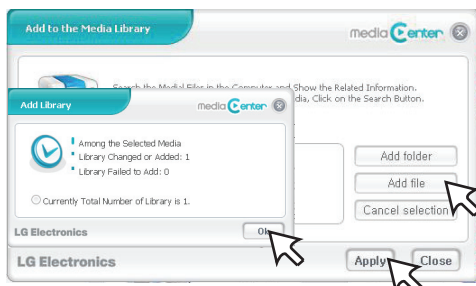 Add to the Media Library
media Center
Search the Medial Files in the Computer and Show the
Related Information.
dia, Click on the Search Button.
Add Library
media Center
Among the Selected Media
Library Changed or Added: 1
Library Failed to Add: 0
Currently Total Number of Library is 1.
LG Electronics
Ok
Add folder
Add file
Cancel selection
LG Electronics
Apply
Close